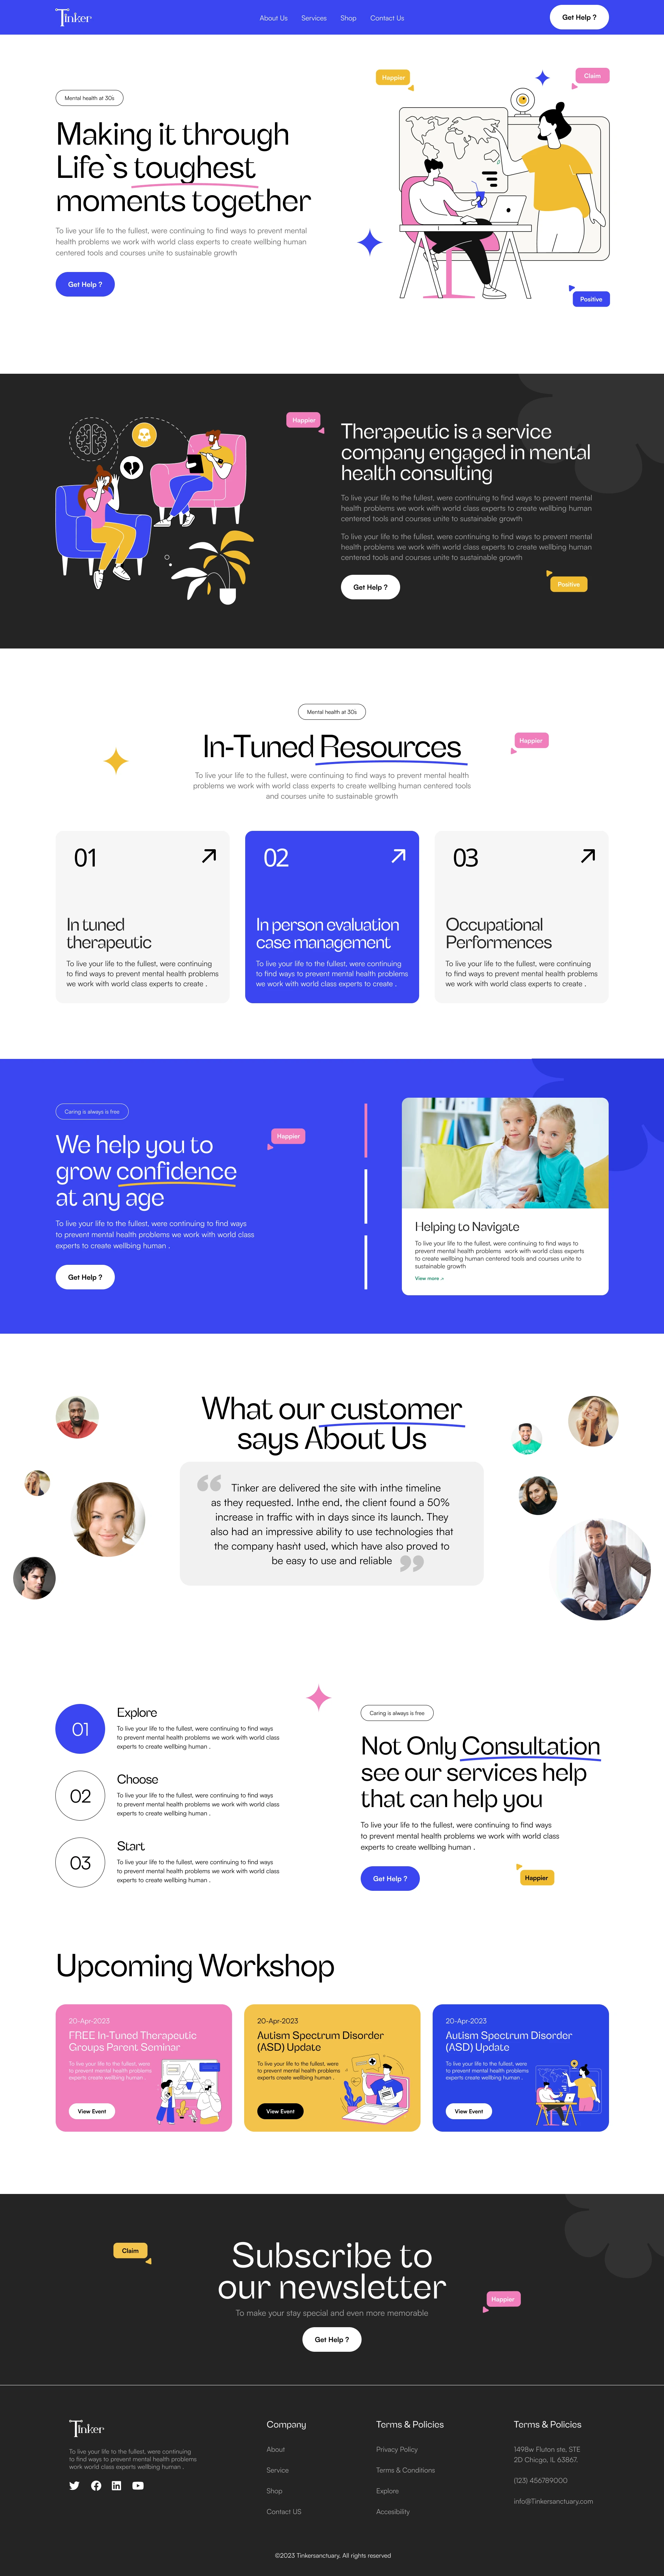 Tinker
About Us
Services
Shop
Contact Us
Get Help ?
Mental health at 30s
Making it through
Life`s toughest
moments together
To live your life to the fullest, were continuing to find ways to prevent mental
health problems we work with world class experts to create wellbing human
centered tools and courses unite to sustainable growth
Get Help ?
Happier
Claim
Positive
Happier
Therapeutic is a service
company engaged in mental
health consulting
To live your life to the fullest, were continuing to find ways to prevent mental
health problems we work with world class experts to create wellbing human
centered tools and courses unite to sustainable growth
To live your life to the fullest, were continuing to find ways to prevent mental
health problems we work with world class experts to create wellbing human
centered tools and courses unite to sustainable growth
Get Help ?
Positive
Mental health at 30s
In-Tuned Resources
Happier
To live your life to the fullest, were continuing to find ways to prevent mental health
problems we work with world class experts to create wellbing human centered tools
and courses unite to sustainable growth
01
In tuned
therapeutic
To live your life to the fullest, were continuing
to find ways to prevent mental health problems
we work with world class experts to create .
02
In person evaluation
case management
To live your life to the fullest, were continuing
to find ways to prevent mental health problems
we work with world class experts to create .
03
Occupational
Performences
To live your life to the fullest, were continuing
to find ways to prevent mental health problems
we work with world class experts to create .
Caring is always is free
We help you to
grow confidence
at any age
Happier
To live your life to the fullest, were continuing to find ways
to prevent mental health problems we work with world class
experts to create wellbing human .
Get Help ?
Helping to Navigate
To live your life to the fullest, were continuing to find ways to
prevent mental health problems work with world class experts
to create wellbing human centered tools and courses unite to
sustainable growth
View more
What our customer
says About Us
“ Tinker are delivered the site with inthe timeline
as they requested. Inthe end, the client found a 50%
increase in traffic with in days since its launch. They
also had an impressive ability to use technologies that
the company hasn't used, which have also proved to
be easy to use and reliable ”
01
Explore
To live your life to the fullest, were continuing to find ways
to prevent mental health problems we work with world class
experts to create wellbing human .
02
Choose
To live your life to the fullest, were continuing to find ways
to prevent mental health problems we work with world class
experts to create wellbing human .
03
Start
To live your life to the fullest, were continuing to find ways
to prevent mental health problems we work with world class
experts to create wellbing human .
Caring is always is free
Not Only Consultation
see our services help
that can help you
To live your life to the fullest, were continuing to find ways
to prevent mental health problems we work with world class
experts to create wellbing human .
Get Help ?
Happier
Upcoming Workshop
20-Apr-2023
FREE In-Tuned Therapeutic
Groups Parent Seminar
To live your life to the fullest, were
to prevent mental health problems
experts create wellbing human .
View Event
20-Apr-2023
Autism Spectrum Disorder
(ASD) Update
To live your life to the fullest, were
to prevent mental health problems
experts create wellbing human .
View Event
20-Apr-2023
Autism Spectrum Disorder
(ASD) Update
To live your life to the fullest, were
to prevent mental health problems
experts create wellbing human .
View Event
Claim
Subscribe to
our newsletter
Happier
To make your stay special and even more memorable
Get Help ?
Tinker
To live your life to the fullest, were continuing
to find ways to prevent mental health problems
work world class experts wellbing human .
Company
About
Service
Shop
Contact US
Terms & Policies
Privacy Policy
Terms & Conditions
Explore
Accesibility
Terms & Policies
1498w Fluton ste, STE
2D Chicgo, IL 63867,
(123) 456789000
info@Tinkersanctuary.com
©2023 Tinkersanctuary. All rights reserved